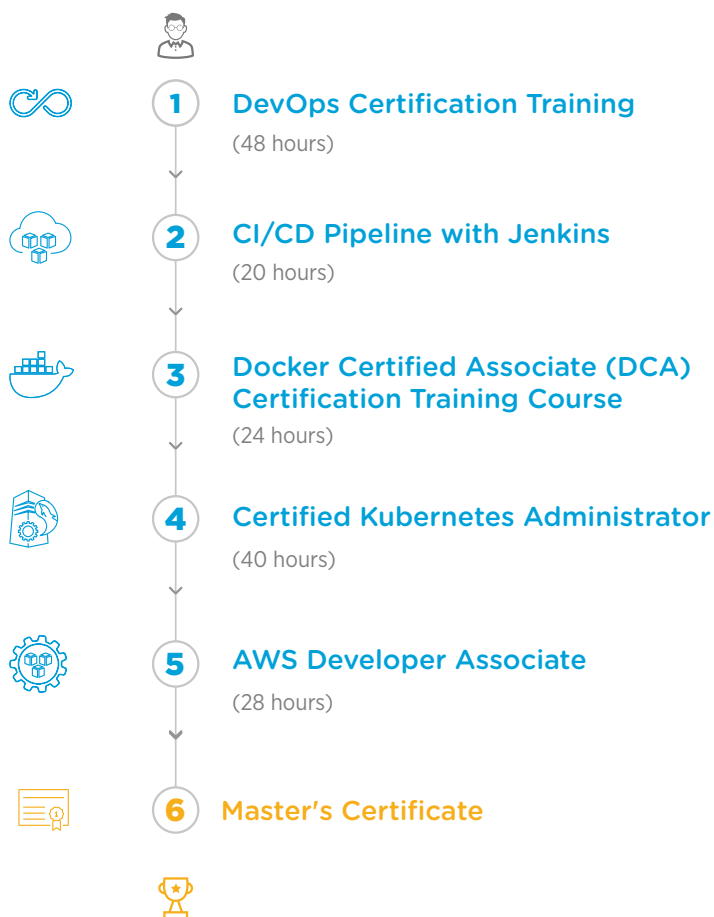 1
DevOps Certification Training
(48 hours)
2
CI/CD Pipeline with Jenkins
(20 hours)
3
Docker Certified Associate (DCA)
Certification Training Course
(24 hours)
4
Certified Kubernetes Administrator
(40 hours)
5
AWS Developer Associate
(28 hours)
6
Master's Certificate